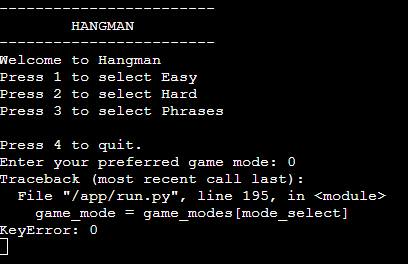 ------------------------
HANGMAN
------------------------
Welcome to Hangman
Press 1 to select Easy
Press 2 to select Hard
Press 3 to select Phrases
Press 4 to quit.
Enter your preferred game mode: 0
Traceback (most recent call last):
File "/app/run.py", line 195, in <module>
game_mode = game_modes[mode_select]
KeyError: 0